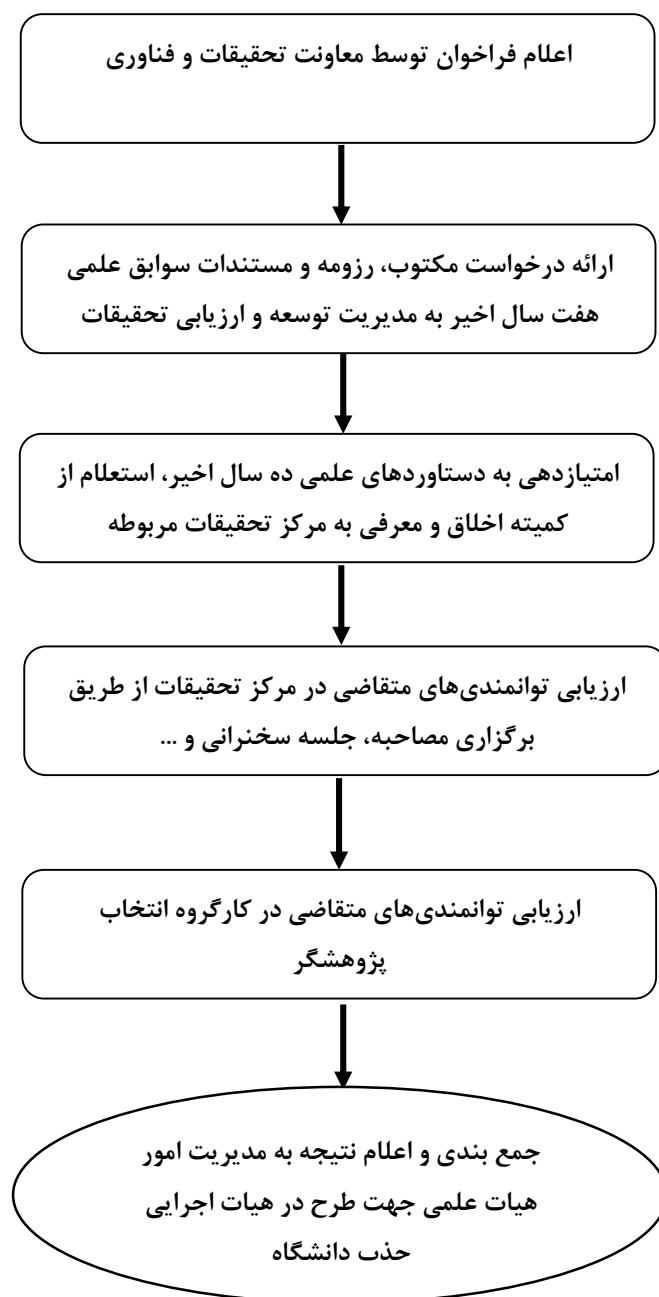 اعلام فراخوان توسط معاونت تحقیقات و فناوری
ارائه درخواست مکتوب، رزومه و مستندات سوابق علمی
هفت سال اخیر به مدیریت توسعه و ارزیابی تحقیقات
امتیازدهی به دستاوردهای علمی ده سال اخیر، استعلام از
کمیته اخلاق و معرفی به مرکز تحقیقات مربوطه
ارزیابی توانمندی‌های متقاضی در مرکز تحقیقات از طریق
برگزاری مصاحبه، جلسه سخنرانی و ...
ارزیابی توانمندی‌های متقاضی در کارگروه انتخاب
پژوهشگر
جمع بندی و اعلام نتیجه به مدیریت امور
هیات علمی جهت طرح در هیات اجرایی
حذب دانشگاه